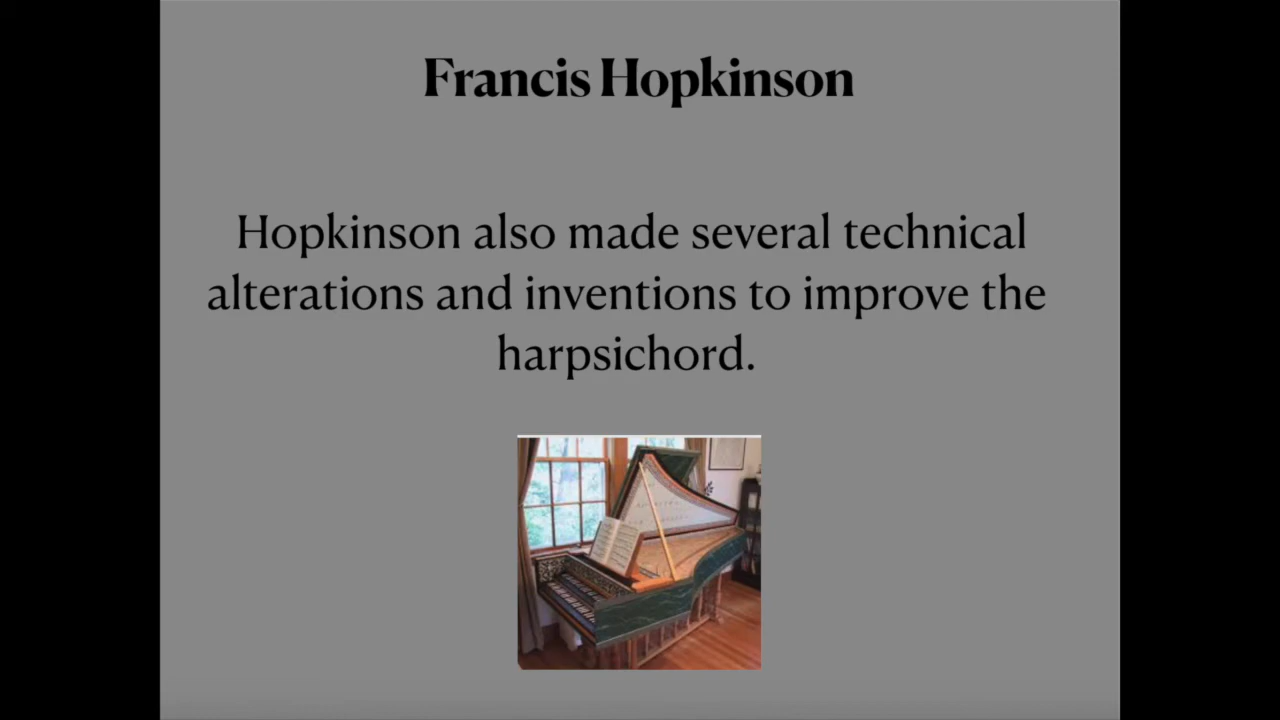 Francis Hopkinson
Hopkinson also made several technical
alterations and inventions to improve the
harpsichord.